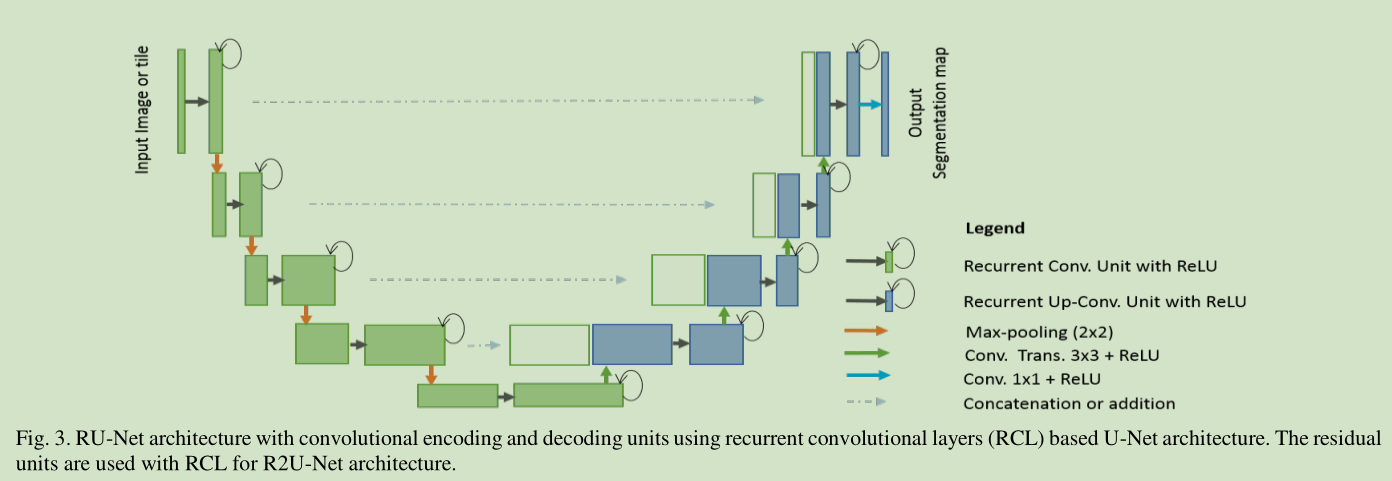 Input Image or tile
Output
Segmentation map
Legend
Recurrent Conv. Unit with ReLU
Recurrent Up-Conv. Unit with ReLU
Max-pooling (2x2)
Conv. Trans. 3x3 + ReLU
Conv. 1x1 + ReLU
Concatenation or addition
Fig. 3. RU-Net architecture with convolutional encoding and decoding units using recurrent convolutional layers (RCL) based U-Net architecture. The residual
units are used with RCL for R2U-Net architecture.